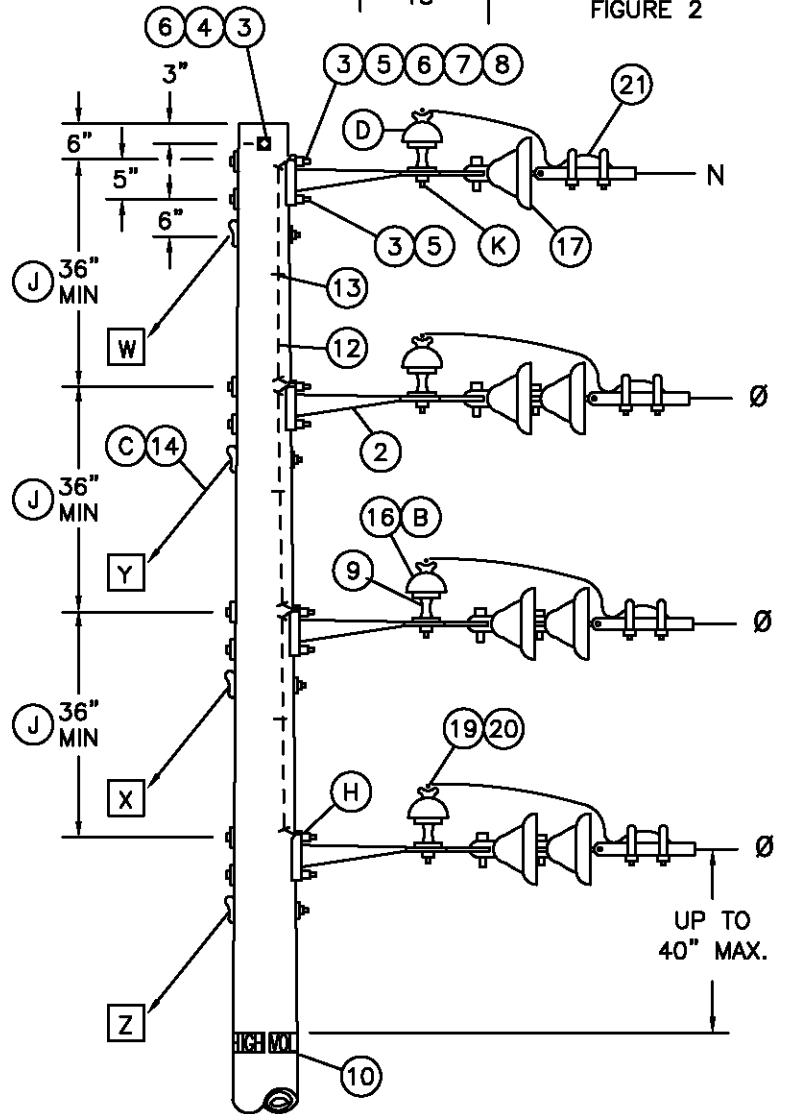 18"
FIGURE 2
6 4 3
3"
3 5 6 7 8
21
D
6"
5"
N
6"
3 5
K
17
J 36" MIN
13
W
12
Ø
C 14
2
J 36" MIN
16 B
Y
9
Ø
J 36" MIN
19 20
X
H
Ø
UP TO
40" MAX.
Z
HIGH VOL
10